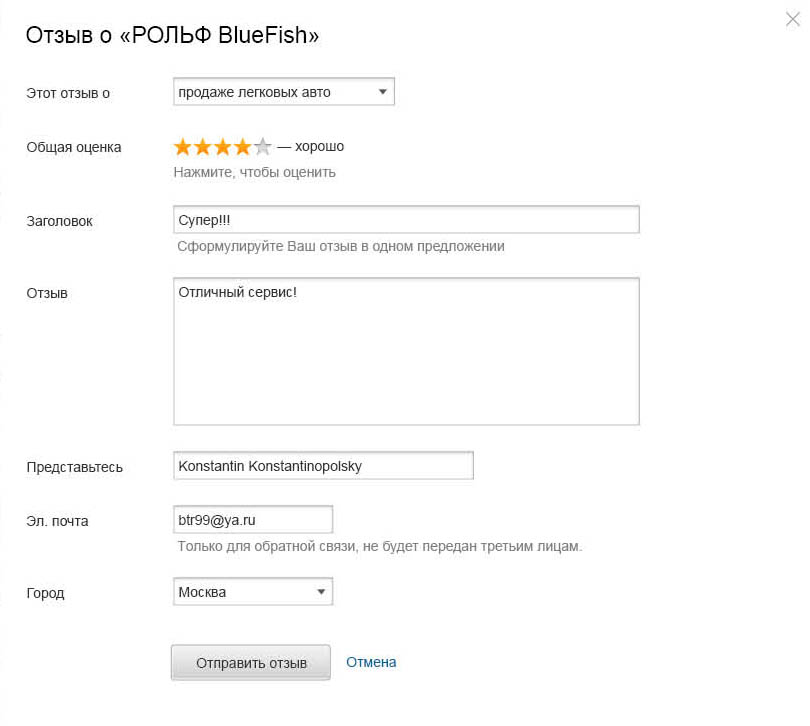 Отзыв о «РОЛЬФ BlueFish»
Этот отзыв о продаже легковых авто
Общая оценка — хорошо
Нажмите, чтобы оценить
Заголовок Супер!!!
Сформулируйте Ваш отзыв в одном предложении
Отзыв Отличный сервис!
Представьтесь Konstantin Konstantinopolsky
Эл. почта btr99@ya.ru
Только для обратной связи, не будет передан третьим лицам.
Город Москва
Отправить отзыв Отмена